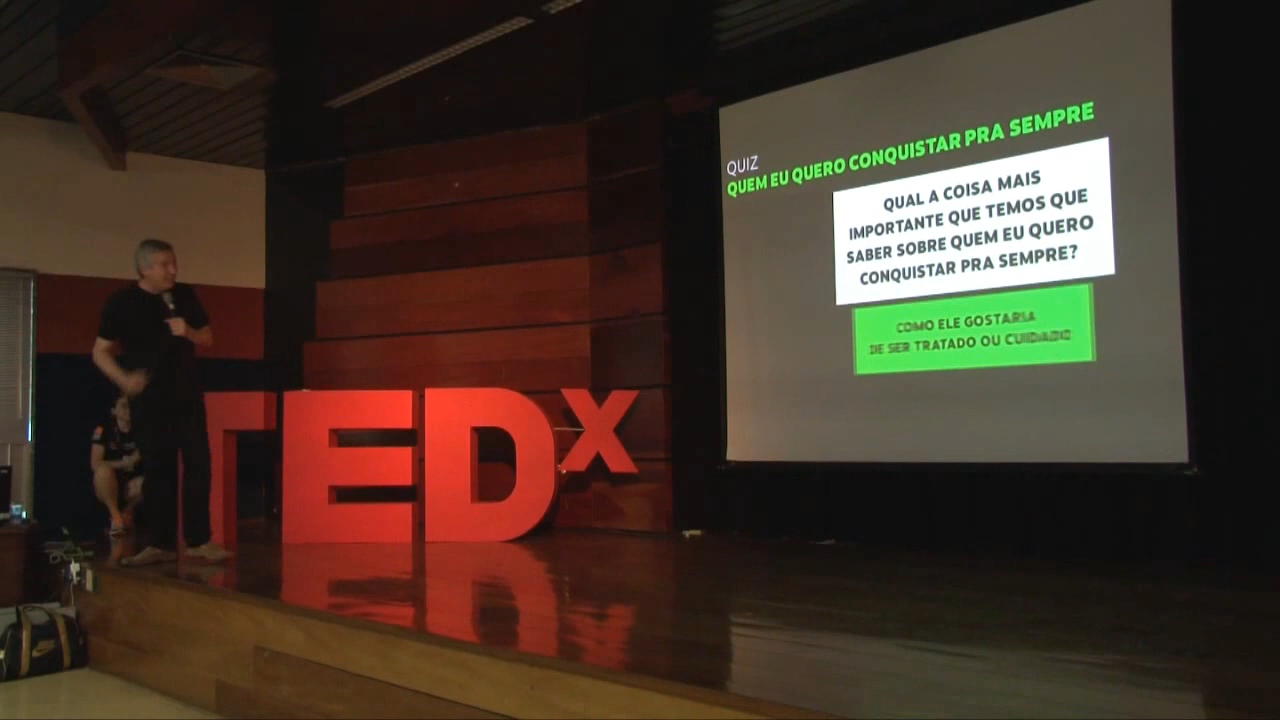 QUIZ
QUEM EU QUERO CONQUISTAR PRA SEMPRE
QUAL A COISA MAIS
IMPORTANTE QUE TEMOS QUE
SABER SOBRE QUEM EU QUERO
CONQUISTAR PRA SEMPRE?
COMO ELE GOSTARIA
DE SER TRATADO OU CUIDADO
TEDx